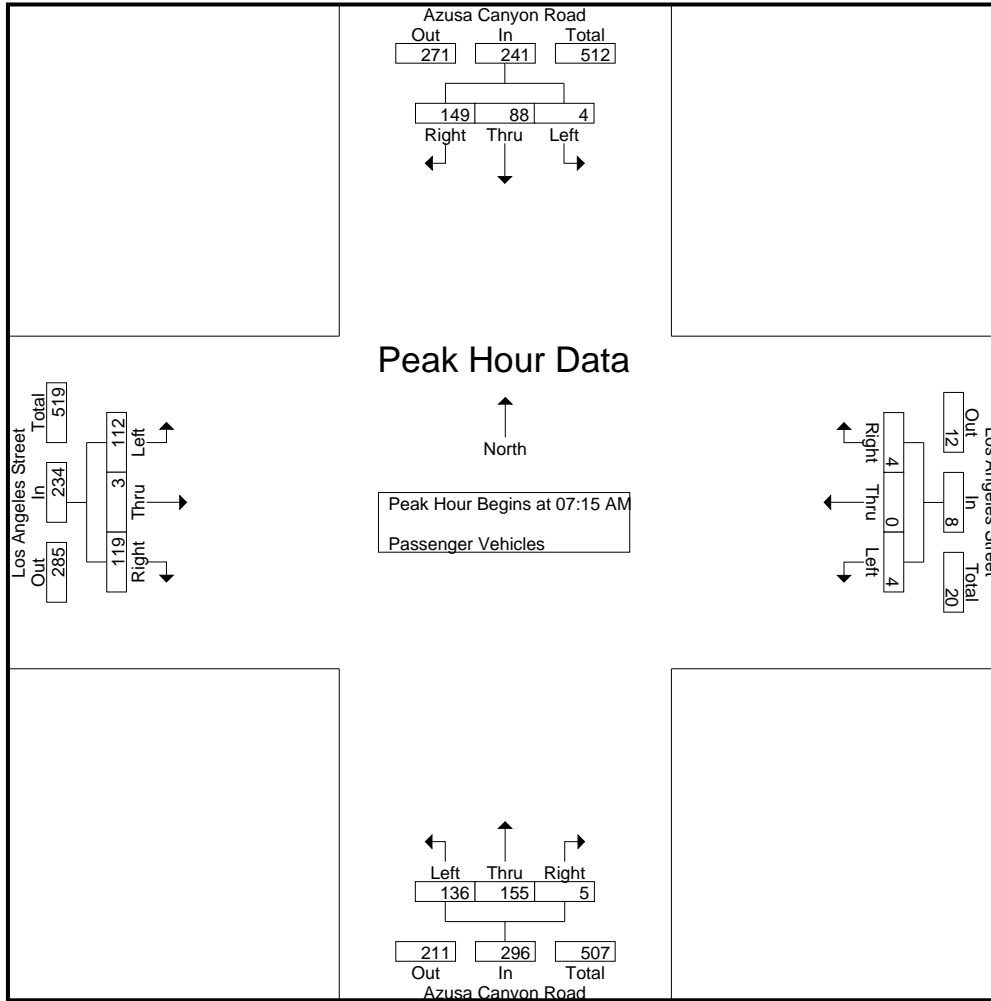 Azusa Canyon Road
Out In Total
271 241 512
149 88 4
Right Thru Left
Peak Hour Data
North
Peak Hour Begins at 07:15 AM
Passenger Vehicles
Los Angeles Street
Out In Total
285 234 519
119 3 112
Right Thru Left
Los Angeles Street
Out In Total
12 8 20
4 0 4
Right Thru Left
Left Thru Right
136 155 5
211 296 507
Out In Total
Azusa Canyon Road